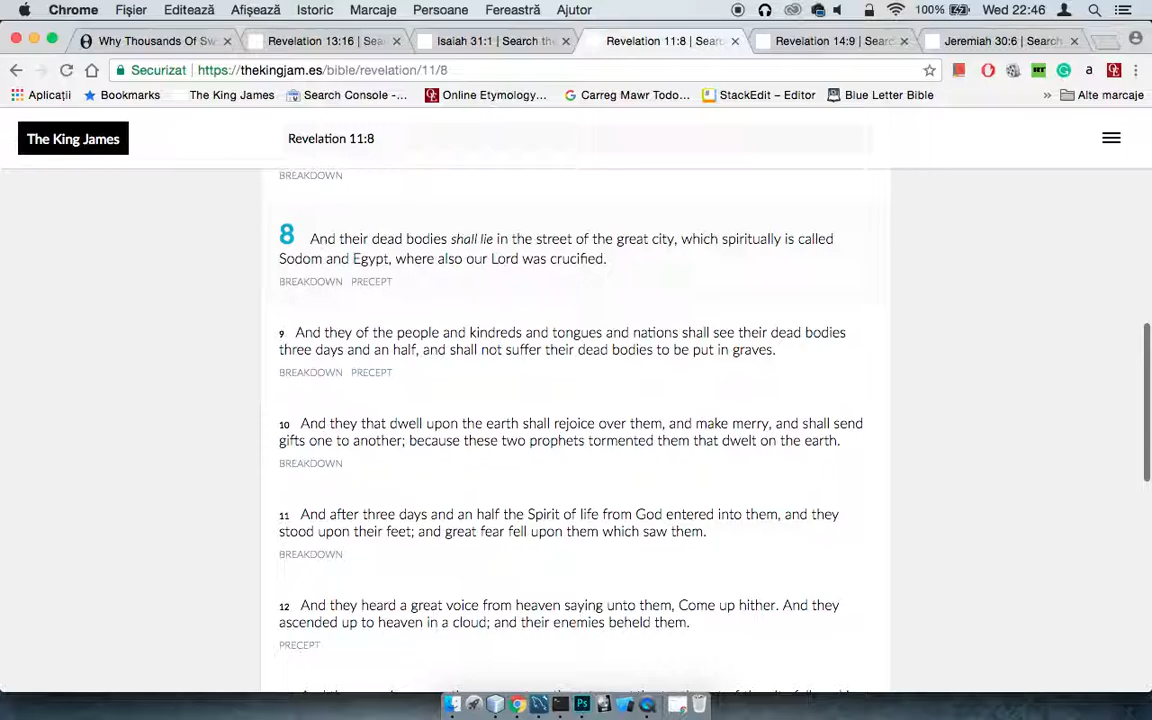 Chrome Fișier Editează Afișează Istoric Marcaje Persoane Fereastră Ajutor 100% Wed 22:46
Why Thousands Of Sw Revelation 13:16 | Sea Isaiah 31:1 | Search the Revelation 11:8 | Searc Revelation 14:9 | Searc Jeremiah 30:6 | Search
Securizat https://thekingjam.es/bible/revelation/11/8
Aplicații Bookmarks The King James Search Console -... Online Etymology... Carreg Mawr Todo... StackEdit – Editor Blue Letter Bible » Alte marcaje
The King James Revelation 11:8
BREAKDOWN
8 And their dead bodies shall lie in the street of the great city, which spiritually is called
Sodom and Egypt, where also our Lord was crucified.
BREAKDOWN PRECEPT
9 And they of the people and kindreds and tongues and nations shall see their dead bodies
three days and an half, and shall not suffer their dead bodies to be put in graves.
BREAKDOWN PRECEPT
10 And they that dwell upon the earth shall rejoice over them, and make merry, and shall send
gifts one to another; because these two prophets tormented them that dwelt on the earth.
BREAKDOWN
11 And after three days and an half the Spirit of life from God entered into them, and they
stood upon their feet; and great fear fell upon them which saw them.
BREAKDOWN
12 And they heard a great voice from heaven saying unto them, Come up hither. And they
ascended up to heaven in a cloud; and their enemies beheld them.
PRECEPT